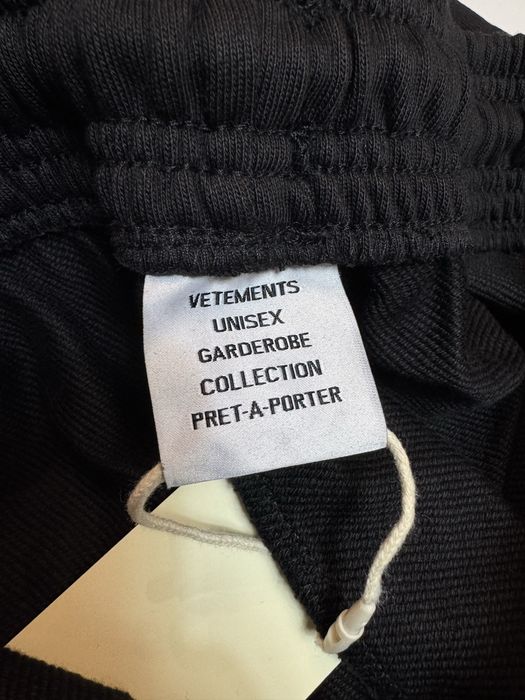 VETEMENTS
UNISEX
GARDEROBE
COLLECTION
PRET-A-PORTER